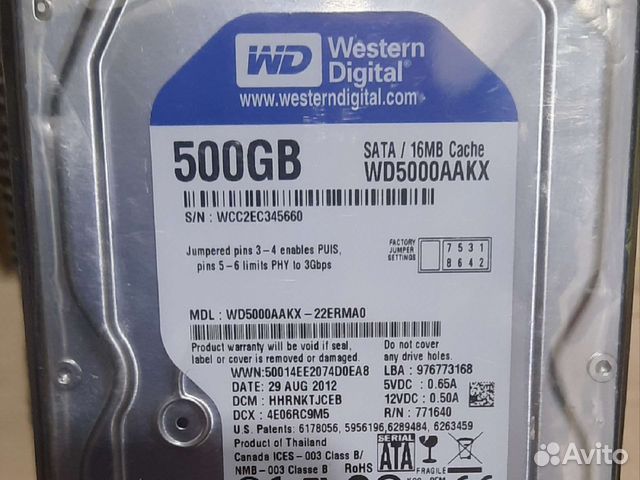 WD Western Digital
www.westerndigital.com
500GB
SATA / 16MB Cache
WD5000AAKX
S/N : WCC2EC345660
Jumpered pins 3-4 enables PUIS,
pins 5-6 limits PHY to 3Gbps
FACTORY JUMPER SETTINGS
7 5 3 1
8 6 4 2
MDL : WD5000AAKX-22ERMA0
Product warranty will be void if seal,
label or cover is removed or damaged.
Do not cover
any drive holes.
WWN:50014EE2074D0EA8
LBA : 976773168
DATE: 29 AUG 2012
5VDC : 0.65A
DCM : HHRNKTJCEB
12VDC : 0.50A
DCX : 4E06RC9M5
R/N : 771640
U.S. Patents: 6178056, 5956196,6289484, 6263459
Product of Thailand
Canada ICES-003 Class B/
NMB-003 Classe B
RoHS
SERIAL
ATA
FRAGILE
Avito